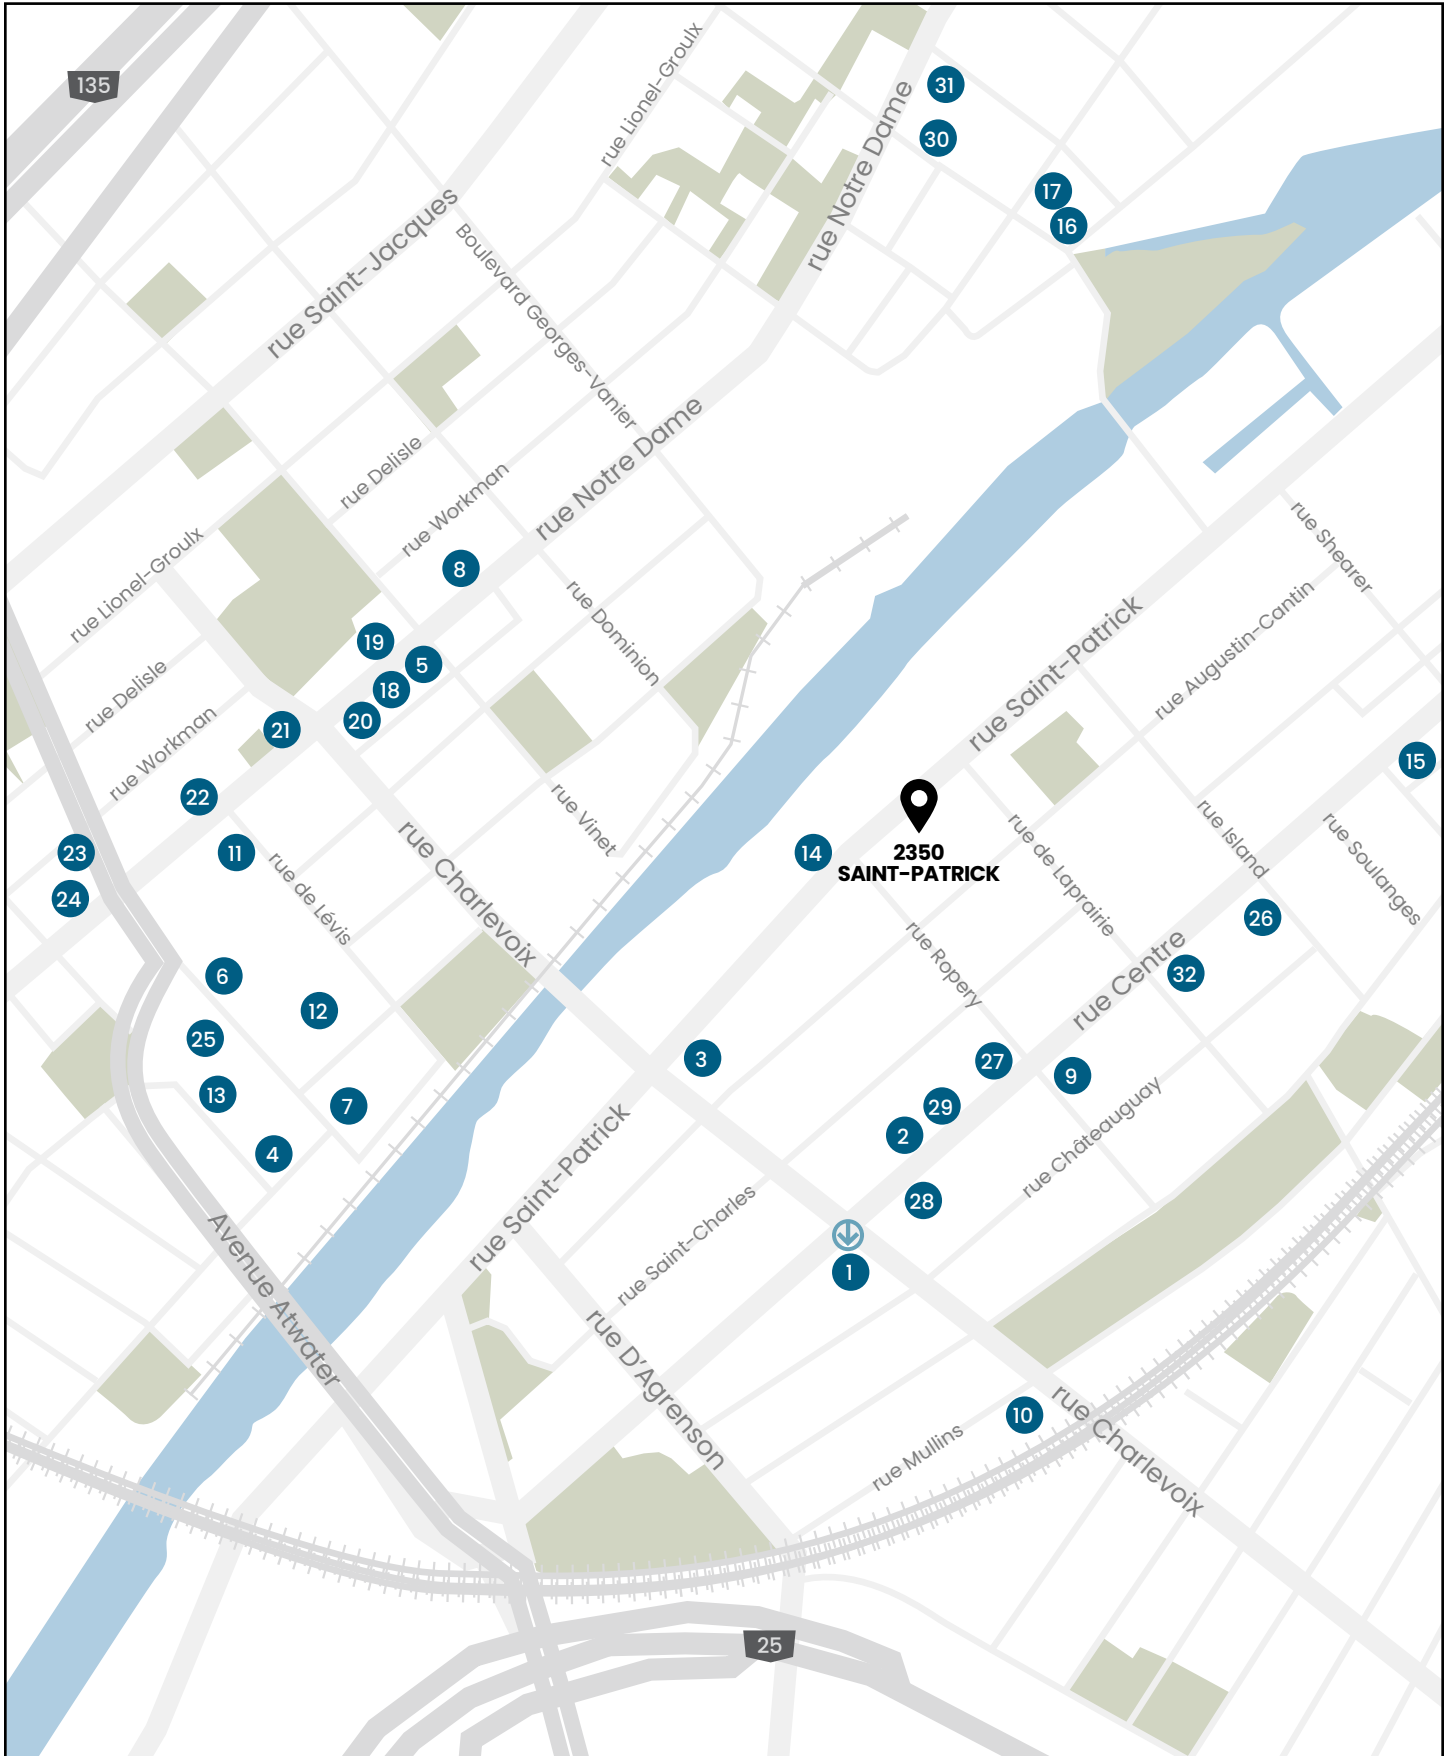 135
rue Lionel-Groulx
31
rue Notre Dame
30
17
16
rue Saint-Jacques
Boulevard Georges-Vanier
rue Delisle
rue Workman
rue Notre Dame
rue Shearer
rue Lionel-Groulx
8
rue Dominion
rue Augustin-Cantin
rue Saint-Patrick
19
5
18
20
21
rue Delisle
rue Workman
22
15
rue Vinet
rue Charlevoix
23
11
14
2350
SAINT-PATRICK
rue de Laprairie
rue Island
rue Soulanges
24
rue de Lévis
26
rue Ropery
rue Centre
32
6
12
25
3
27
9
13
7
29
2
4
rue Châteauguay
rue Saint-Patrick
28
rue Saint-Charles
1
Avenue Atwater
rue D'Agrenson
10
rue Mullins
rue Charlevoix
25